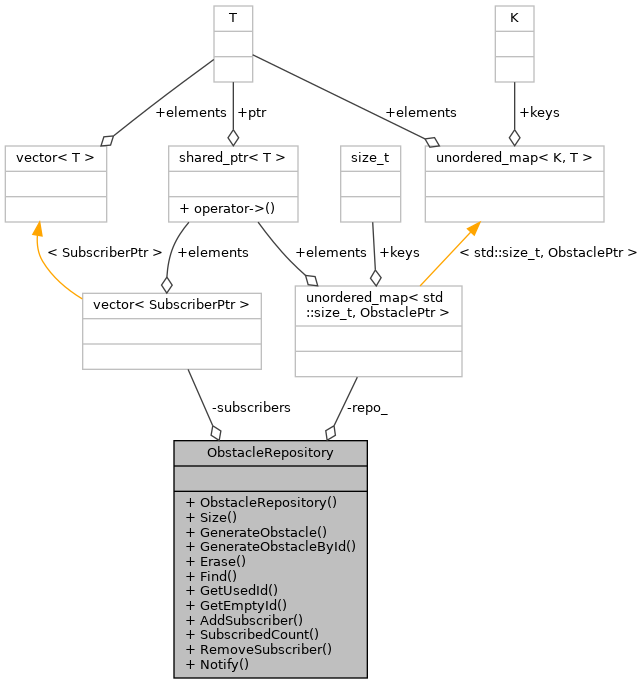 T
K
+elements
+ptr
+elements
+keys
vector< T >
shared_ptr< T >
+ operator->()
size_t
unordered_map< K, T >
< SubscriberPtr >
+elements
+elements
+keys
< std::size_t, ObstaclePtr >
vector< SubscriberPtr >
unordered_map< std
::size_t, ObstaclePtr >
-subscribers
-repo_
ObstacleRepository
+ ObstacleRepository()
+ Size()
+ GenerateObstacle()
+ GenerateObstacleById()
+ Erase()
+ Find()
+ GetUsedId()
+ GetEmptyId()
+ AddSubscriber()
+ SubscribedCount()
+ RemoveSubscriber()
+ Notify()